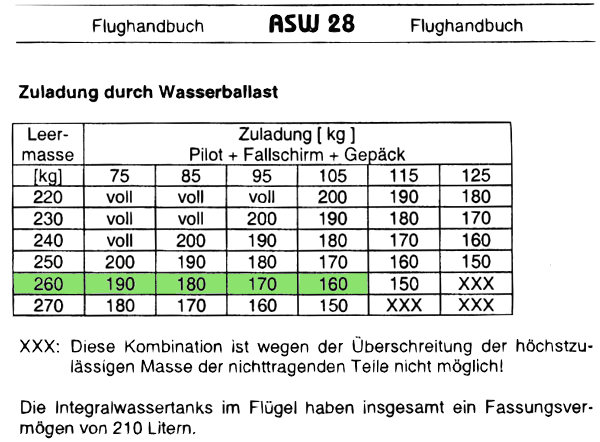 Flughandbuch ASW 28 Flughandbuch
Zuladung durch Wasserballast
Leer- Zuladung [ kg ]
masse Pilot + Fallschirm + Gepäck
[kg] 75 85 95 105 115 125
220 voll voll voll 200 190 180
230 voll voll 200 190 180 170
240 voll 200 190 180 170 160
250 200 190 180 170 160 150
260 190 180 170 160 150 XXX
270 180 170 160 150 XXX XXX
XXX: Diese Kombination ist wegen der Überschreitung der höchstzu-
lässigen Masse der nichttragenden Teile nicht möglich!
Die Integralwassertanks im Flügel haben insgesamt ein Fassungsver-
mögen von 210 Litern.